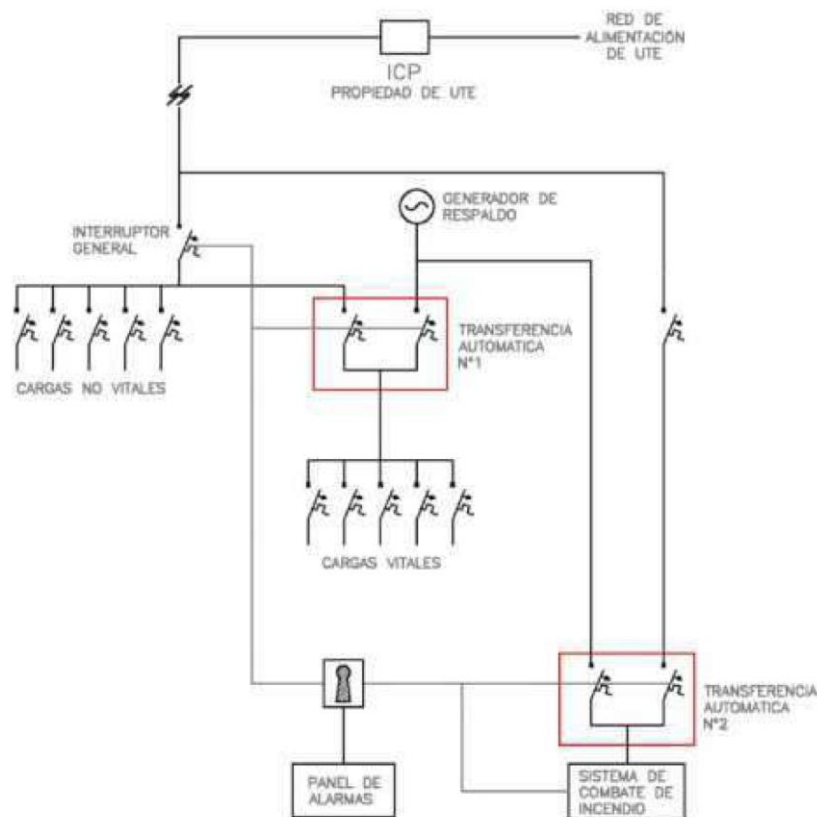 RED DE
ALIMENTACIÓN
DE UTE
ICP
PROPIEDAD DE UTE
GENERADOR DE
RESPALDO
INTERRUPTOR
GENERAL
TRANSFERENCIA
AUTOMATICA
N°1
CARGAS NO VITALES
CARGAS VITALES
TRANSFERENCIA
AUTOMATICA
N°2
PANEL DE
ALARMAS
SISTEMA DE
COMBATE DE
INCENDIO